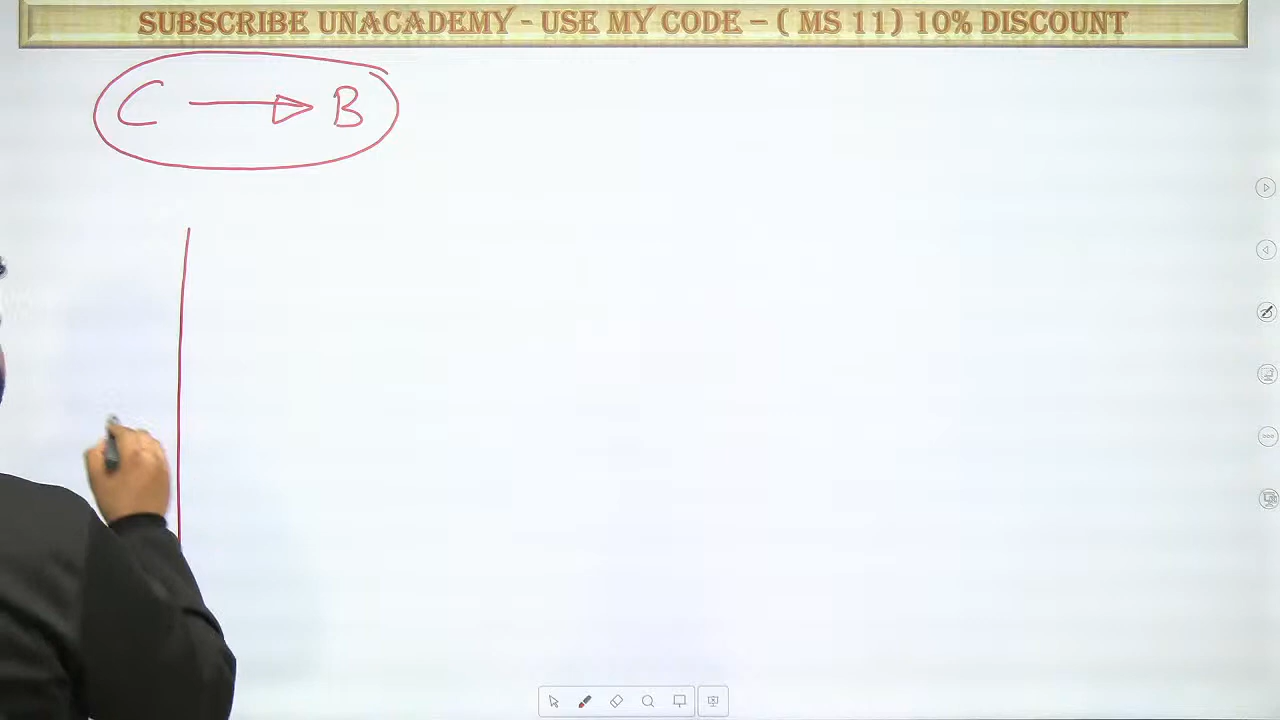 SUBSCRIBE UNACADEMY - USE MY CODE – ( MS 11) 10% DISCOUNT
C → B